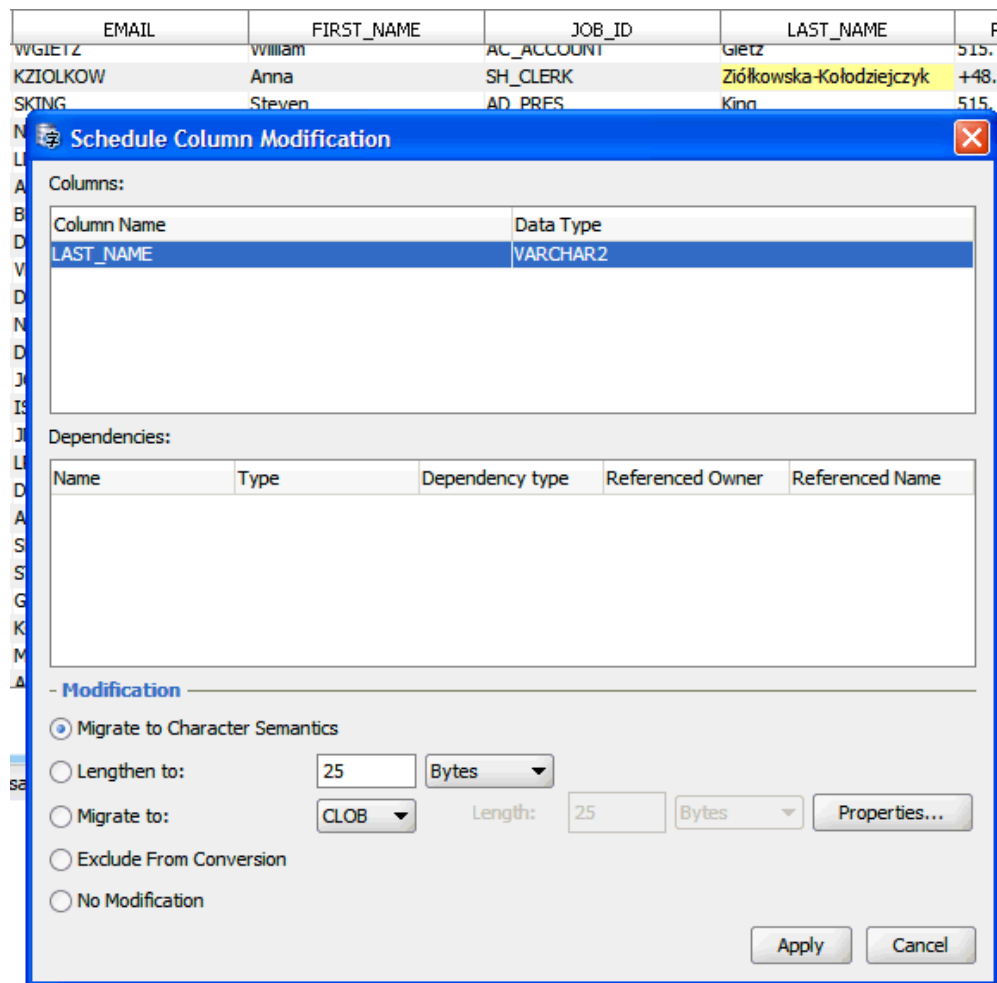 EMAIL FIRST_NAME JOB_ID LAST_NAME
WGIETZ William AC_ACCOUNT Gietz 515.
KZIOLKOW Anna SH_CLERK Ziółkowska-Kołodziejczyk +48.
SKING Steven AD_PRES King 515.
Schedule Column Modification
Columns:
Column Name Data Type
LAST_NAME VARCHAR2
Dependencies:
Name Type Dependency type Referenced Owner Referenced Name
Modification
Migrate to Character Semantics
Lengthen to: 25 Bytes
Migrate to: CLOB Length: 25 Bytes Properties...
Exclude From Conversion
No Modification
Apply Cancel